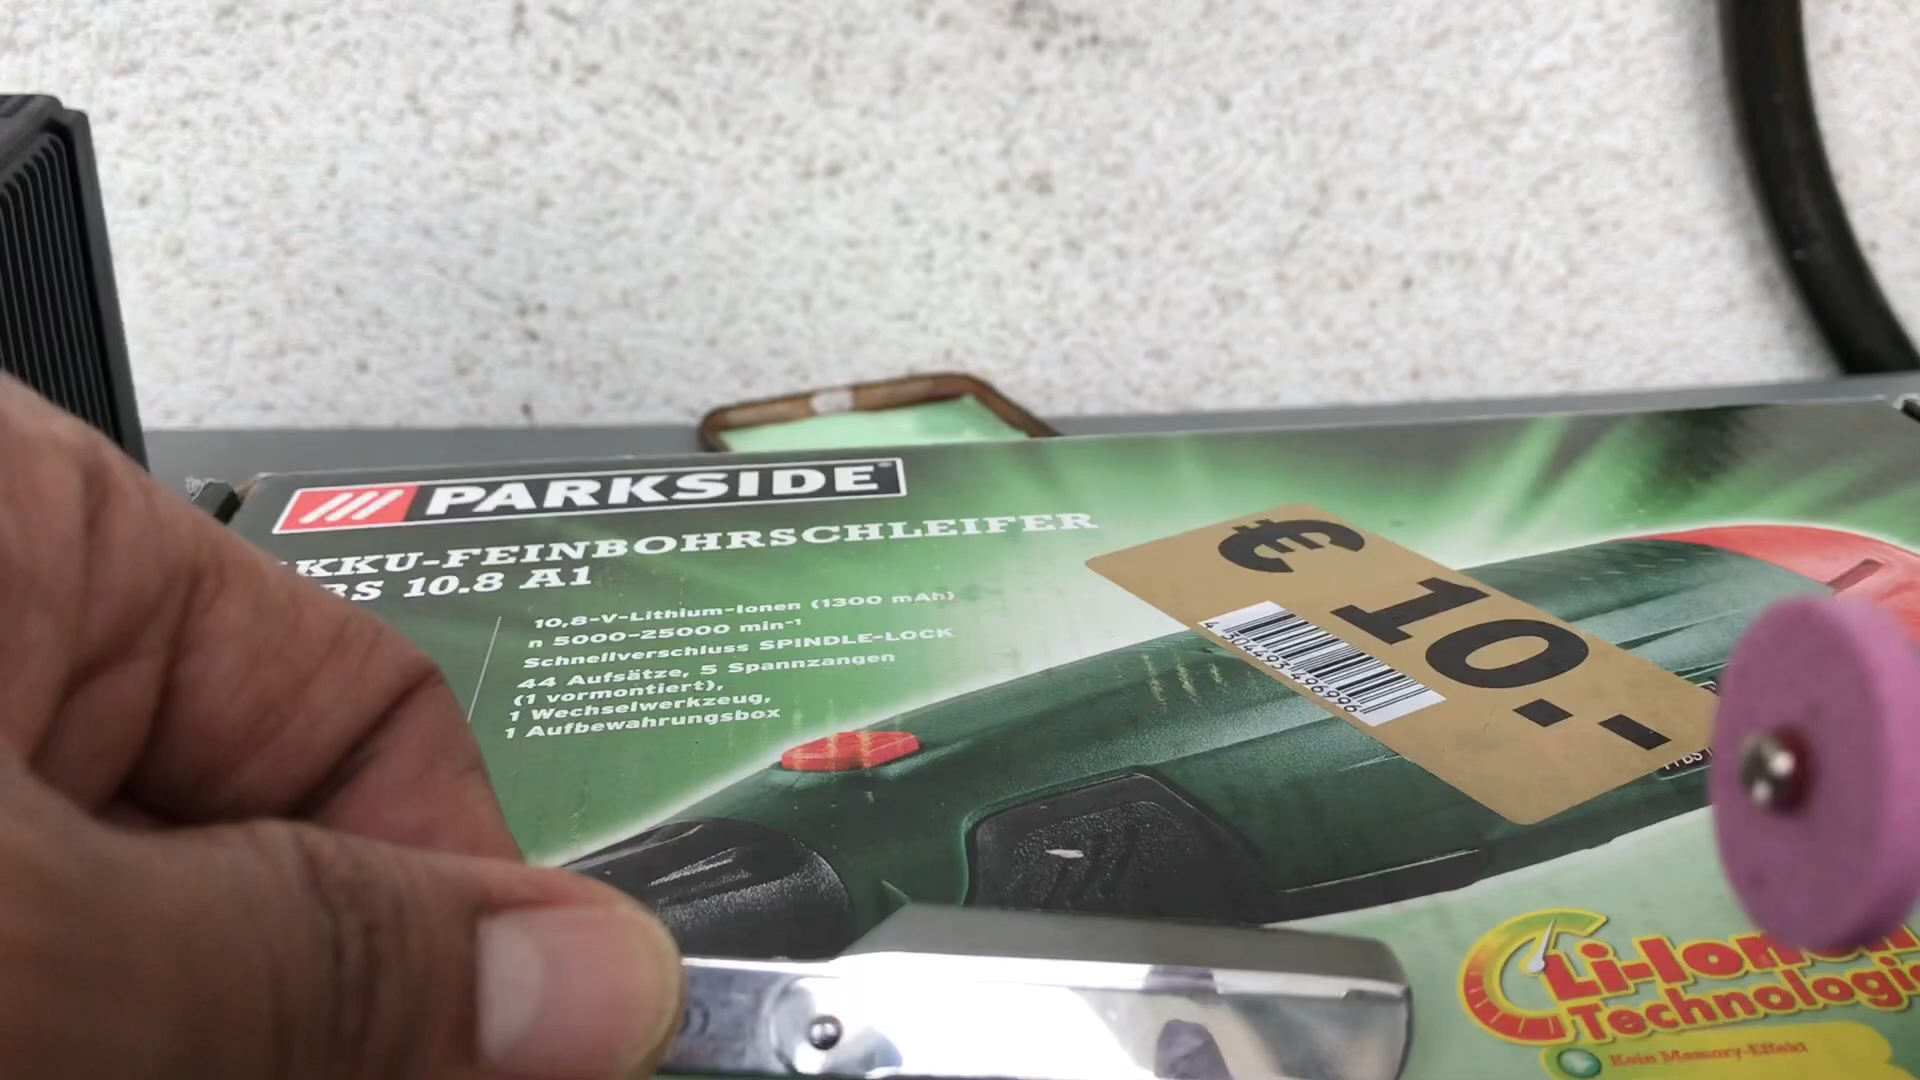 PARKSIDE
KKU-FEINBOHRSCHLEIFER
BS 10.8 A1
10,8-V-Lithium-Ionen (1300 mAh)
n 5000-25000 min-¹
Schnellverschluss SPINDLE-LOCK
44 Aufsätze, 5 Spannzangen
(1 vormontiert),
1 Wechselwerkzeug,
1 Aufbewahrungsbox
€ 10.-
Li-Ion
Technologi
Kein Memory-Effekt